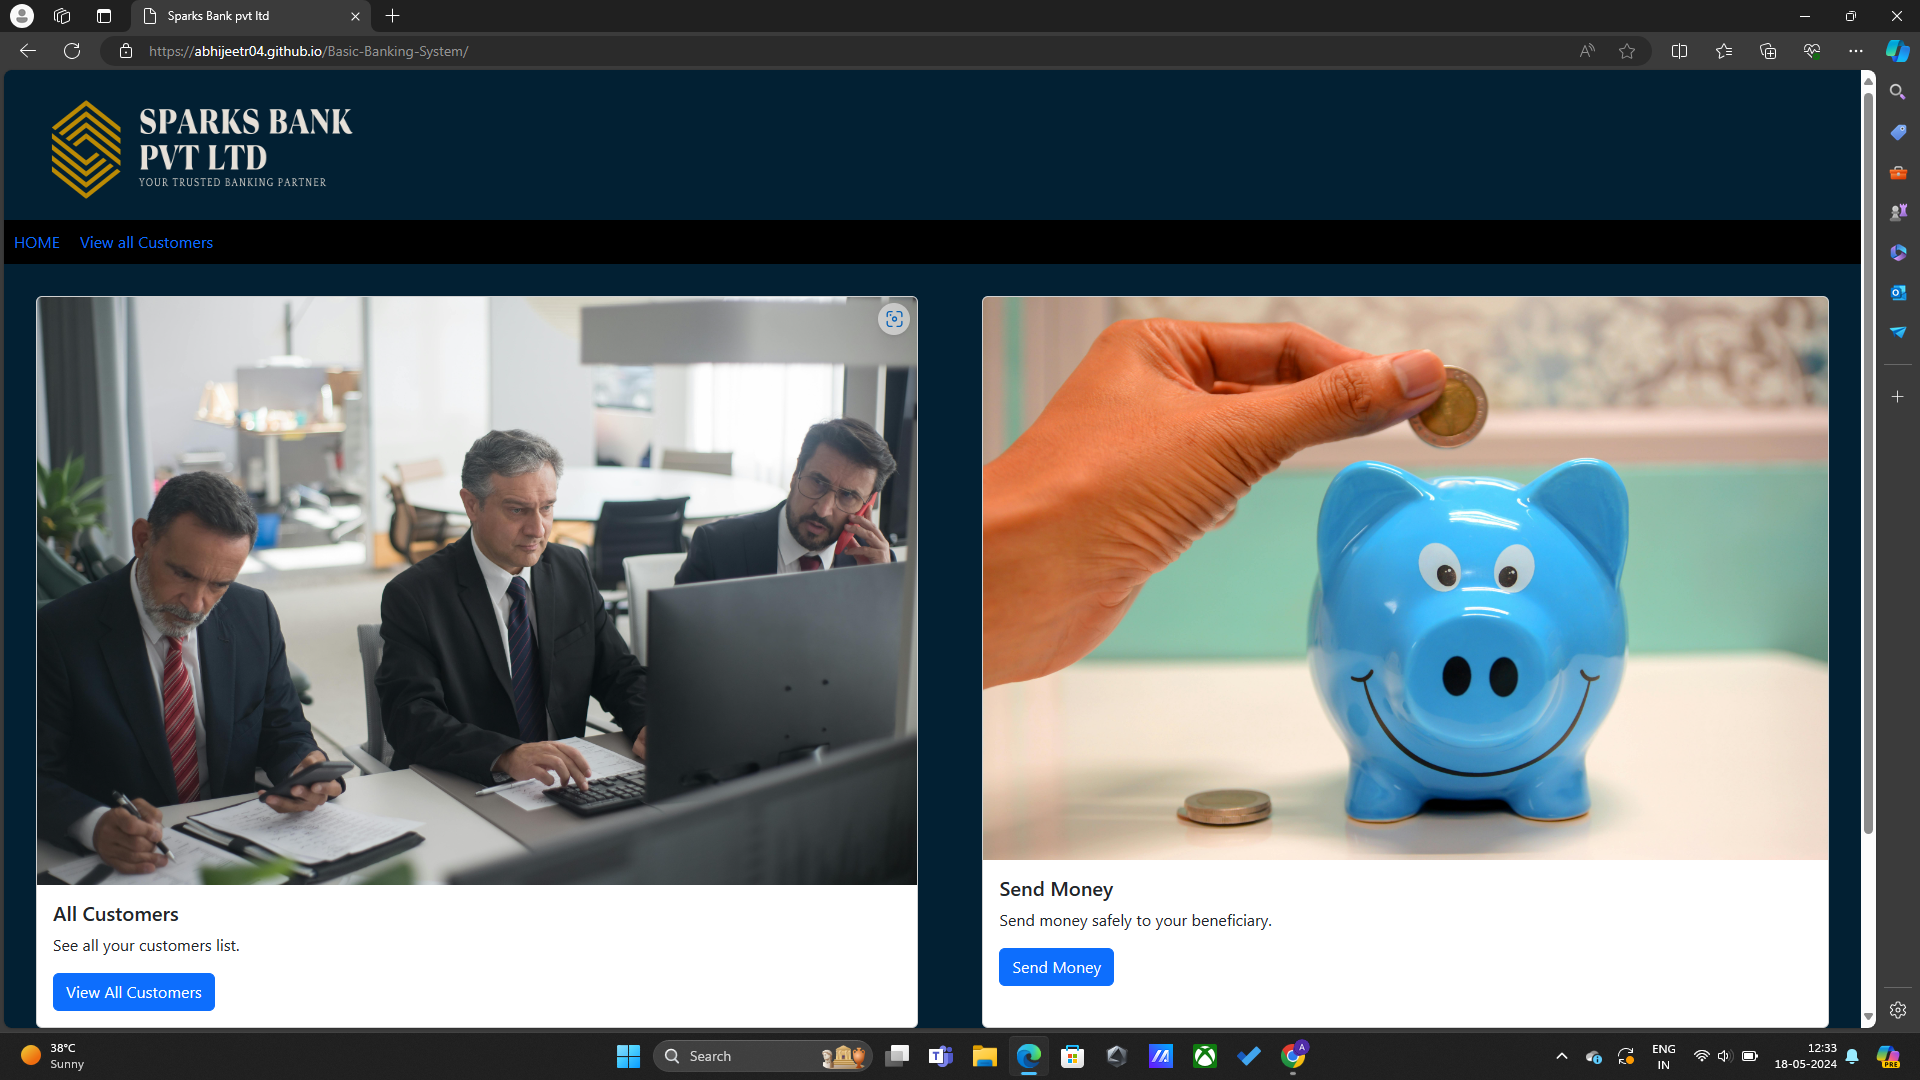 Sparks Bank pvt ltd
https://abhijeetr04.github.io/Basic-Banking-System/
SPARKS BANK
PVT LTD
YOUR TRUSTED BANKING PARTNER
HOME View all Customers
All Customers
See all your customers list.
View All Customers
Send Money
Send money safely to your beneficiary.
Send Money
38°C
Sunny
Search
ENG
IN
12:33
18-05-2024
A
PRE